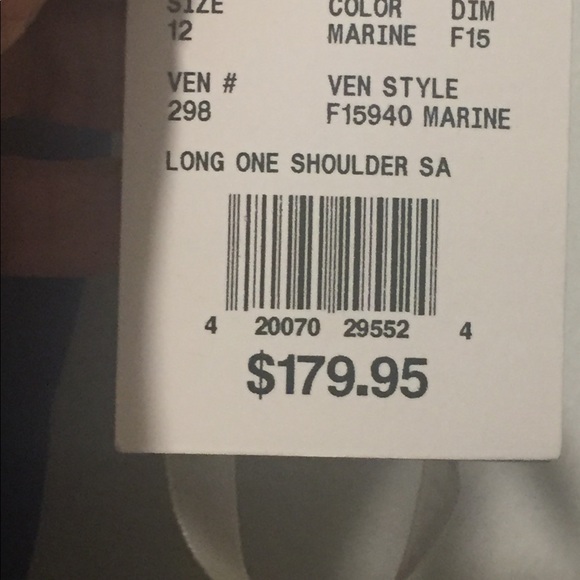 SIZE COLOR DIM
12 MARINE F15
VEN # VEN STYLE
298 F15940 MARINE
LONG ONE SHOULDER SA
4 20070 29552 4
$179.95